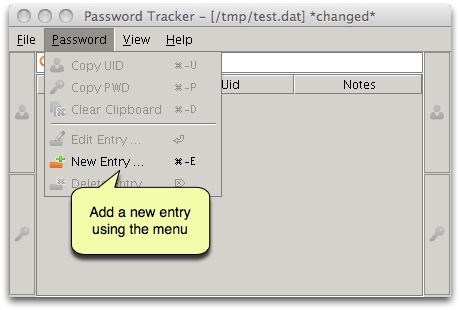 Password Tracker – [/tmp/test.dat] *changed*
File Password View Help
Copy UID ⌘-U
Copy PWD ⌘-P
Uid Notes
Clear Clipboard ⌘-D
Edit Entry ... ⏎
New Entry ... ⌘-E
Delete Entry ⌦
Add a new entry
using the menu